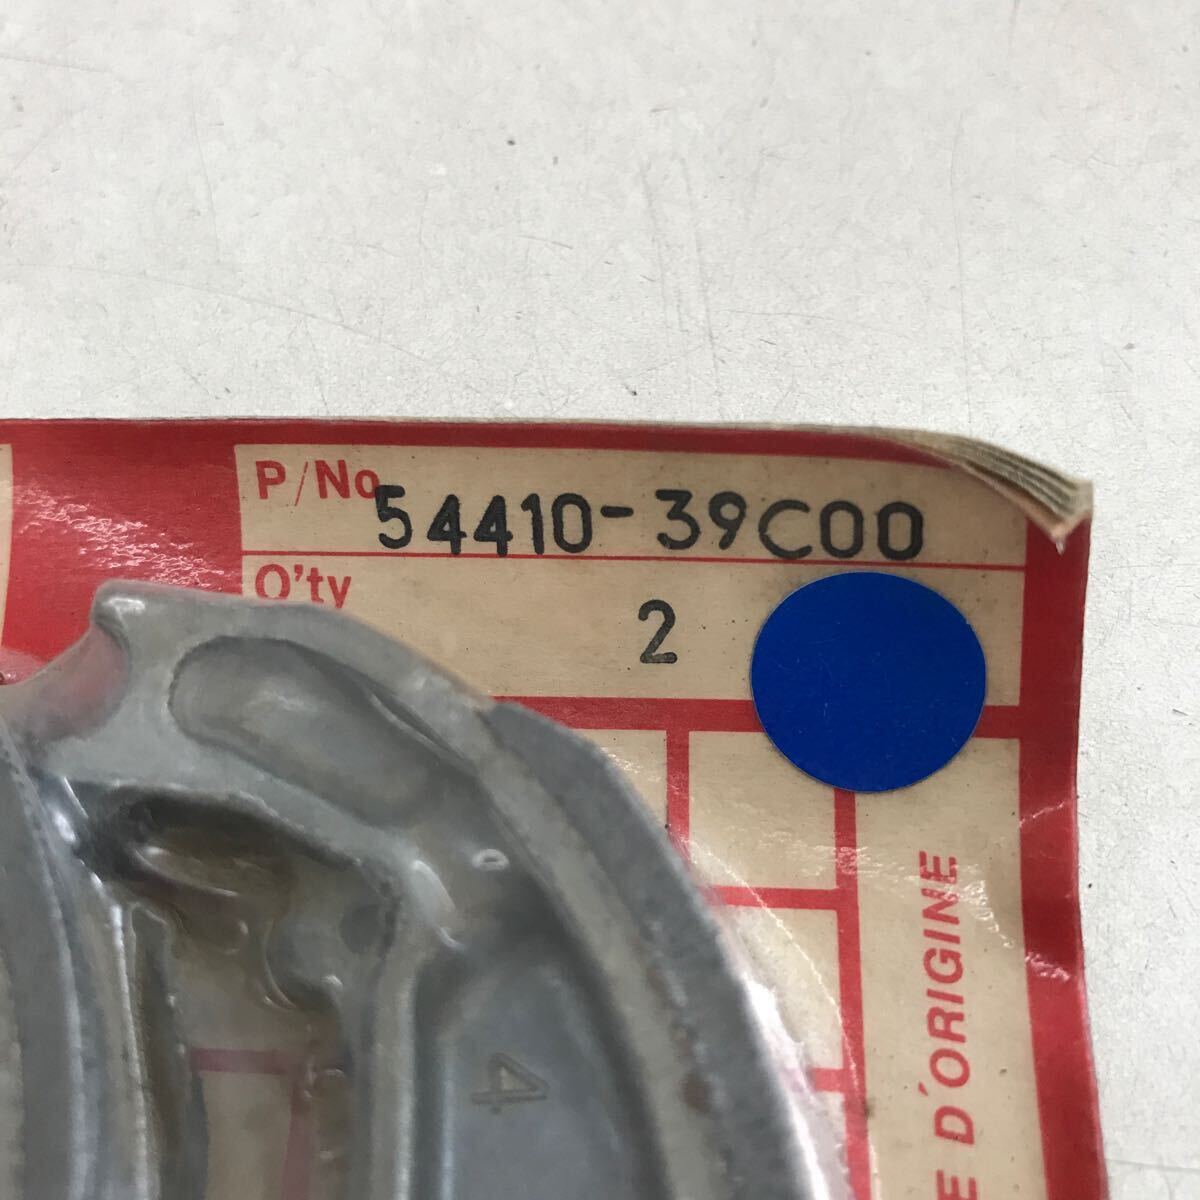 P/No. 54410-39C00
Q'ty 2
4
E D'ORIGINE